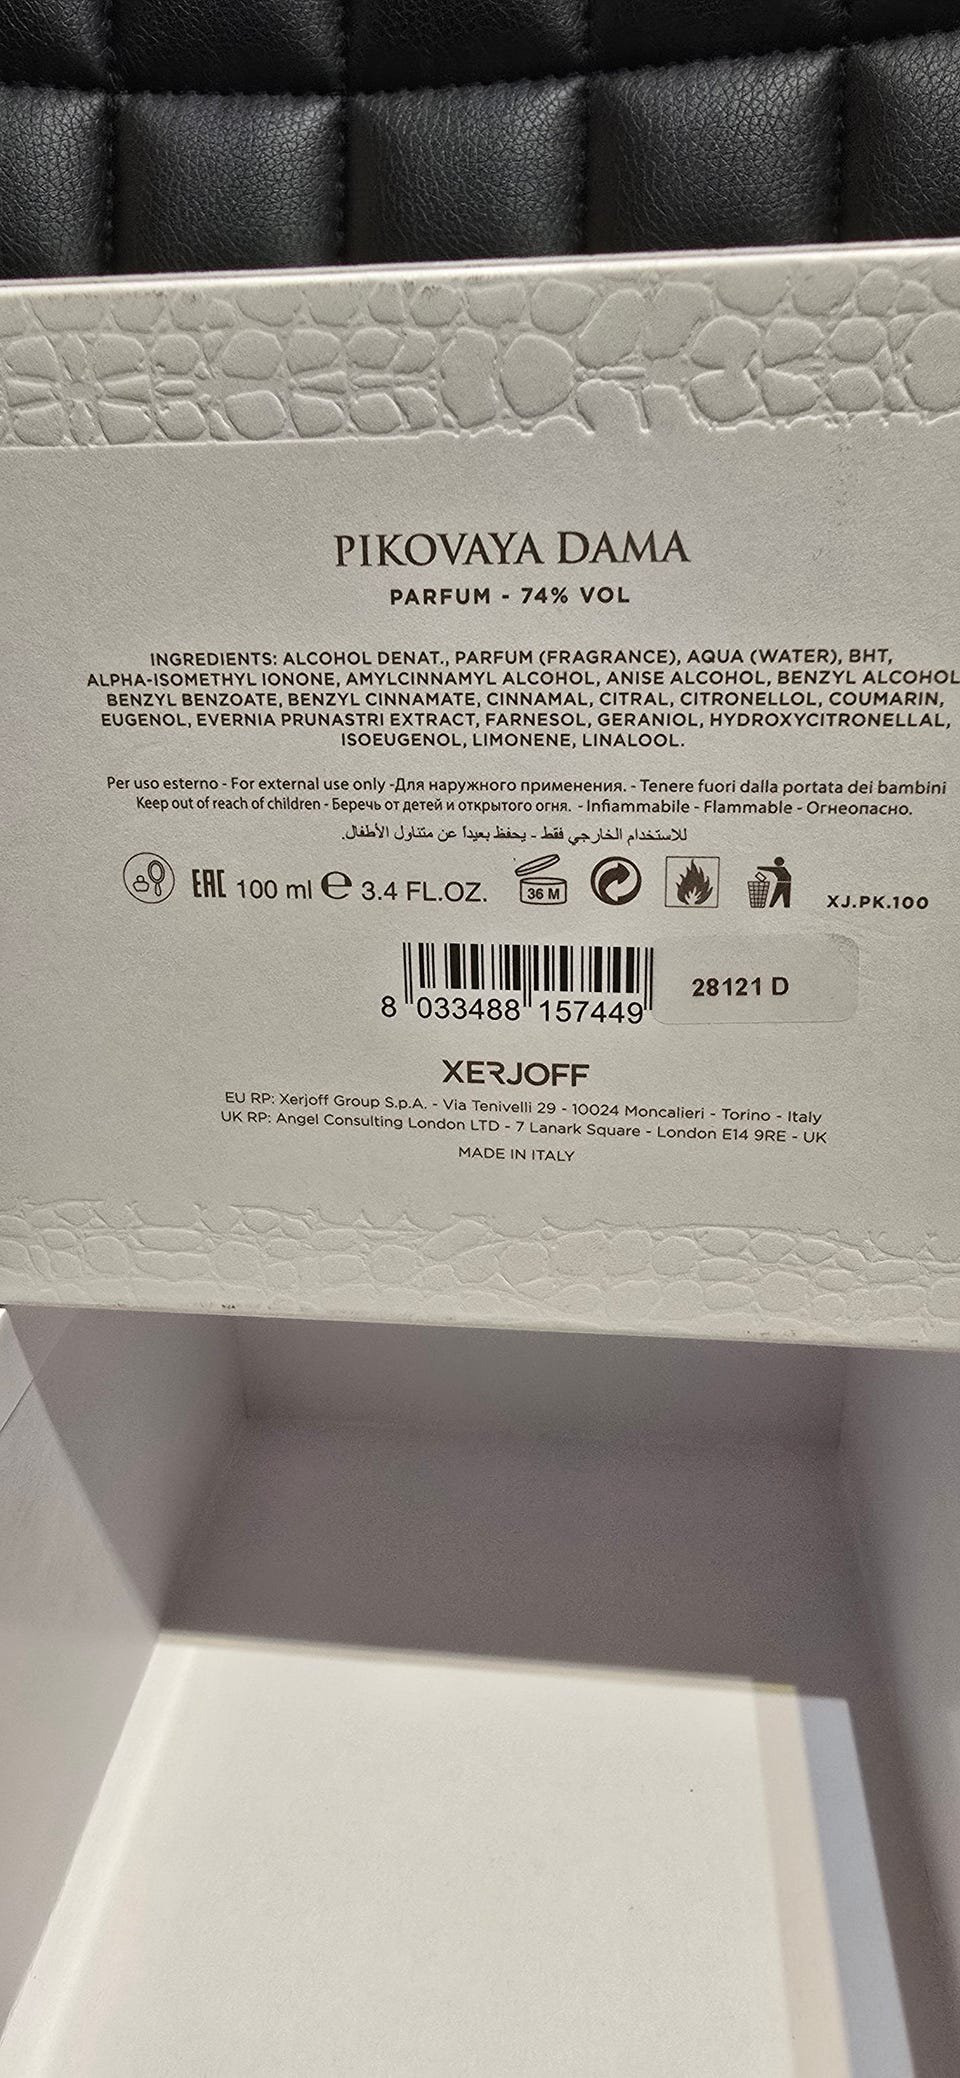 PIKOVAYA DAMA
PARFUM - 74% VOL
INGREDIENTS: ALCOHOL DENAT., PARFUM (FRAGRANCE), AQUA (WATER), BHT,
ALPHA-ISOMETHYL IONONE, AMYLCINNAMYL ALCOHOL, ANISE ALCOHOL, BENZYL ALCOHOL
BENZYL BENZOATE, BENZYL CINNAMATE, CINNAMAL, CITRAL, CITRONELLOL, COUMARIN,
EUGENOL, EVERNIA PRUNASTRI EXTRACT, FARNESOL, GERANIOL, HYDROXYCITRONELLAL,
ISOEUGENOL, LIMONENE, LINALOOL.
Per uso esterno - For external use only -Для наружного применения. - Tenere fuori dalla portata dei bambini
Keep out of reach of children - Беречь от детей и открытого огня. - Infiammabile - Flammable - Огнеопасно.
للاستخدام الخارجي فقط - يحفظ بعيداً عن متناول الأطفال.
EAC 100 ml e 3.4 FL.OZ. 36 M XJ.PK.100
8 033488 157449 28121 D
XERJOFF
EU RP: Xerjoff Group S.p.A. - Via Tenivelli 29 - 10024 Moncalieri - Torino - Italy
UK RP: Angel Consulting London LTD - 7 Lanark Square - London E14 9RE - UK
MADE IN ITALY